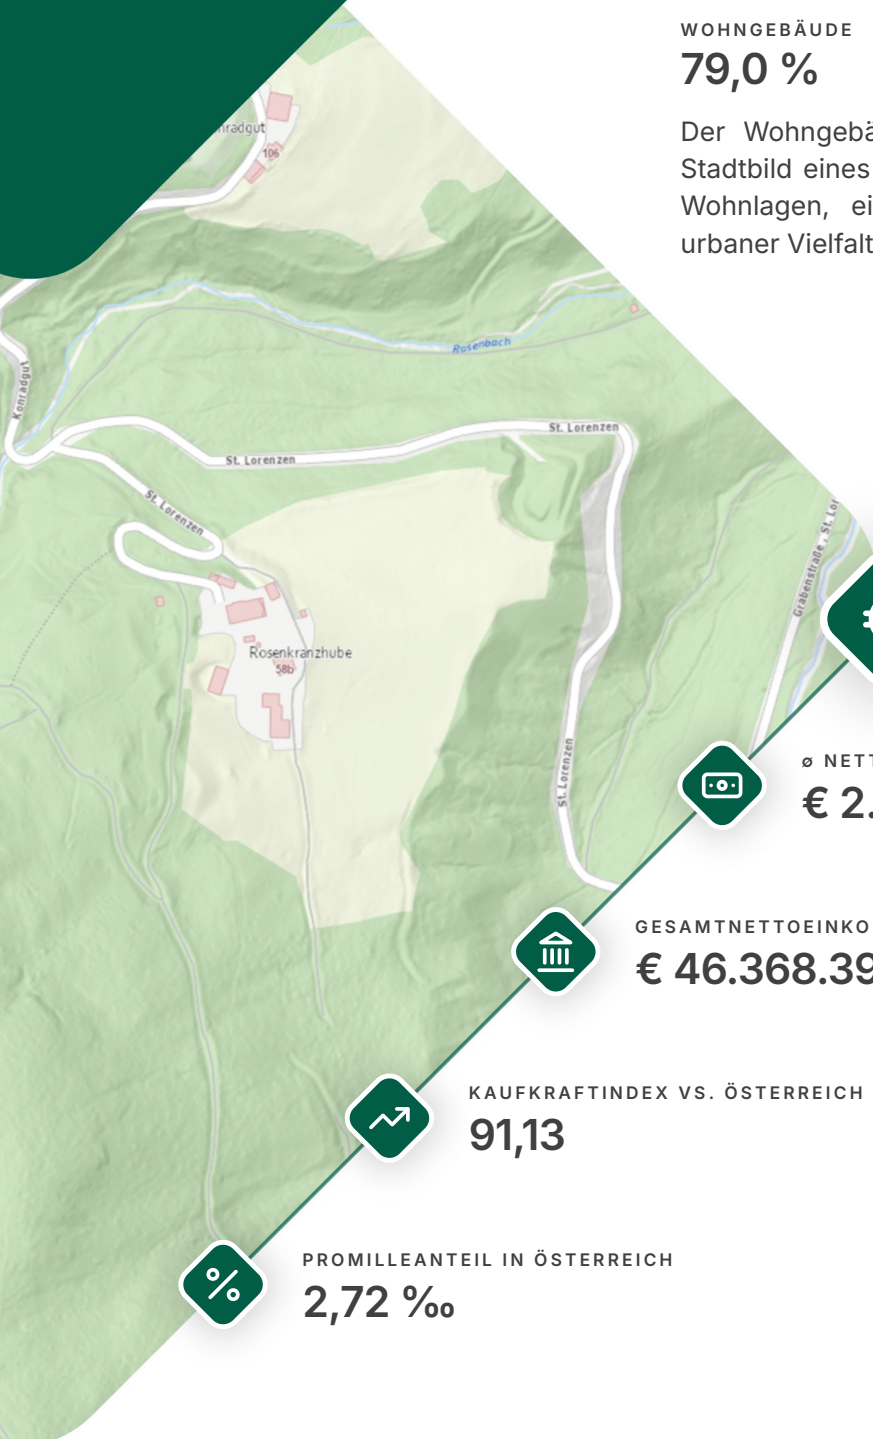 WOHNGEBÄUDE
79,0 %
Der Wohngebä
Stadtbild eines
Wohnlagen, ei
urbaner Vielfalt
nradgut
106
Rosenbach
Konradgut
St. Lorenzen
St. Lorenzen
St. Lorenzen
Grabenstraße, St. Lor
Rosenkranzhube
58b
St. Lorenzen
ø NETT
€ 2.
GESAMTNETTOEINKO
€ 46.368.39
KAUFKRAFTINDEX VS. ÖSTERREICH
91,13
PROMILLEANTEIL IN ÖSTERREICH
2,72 ‰